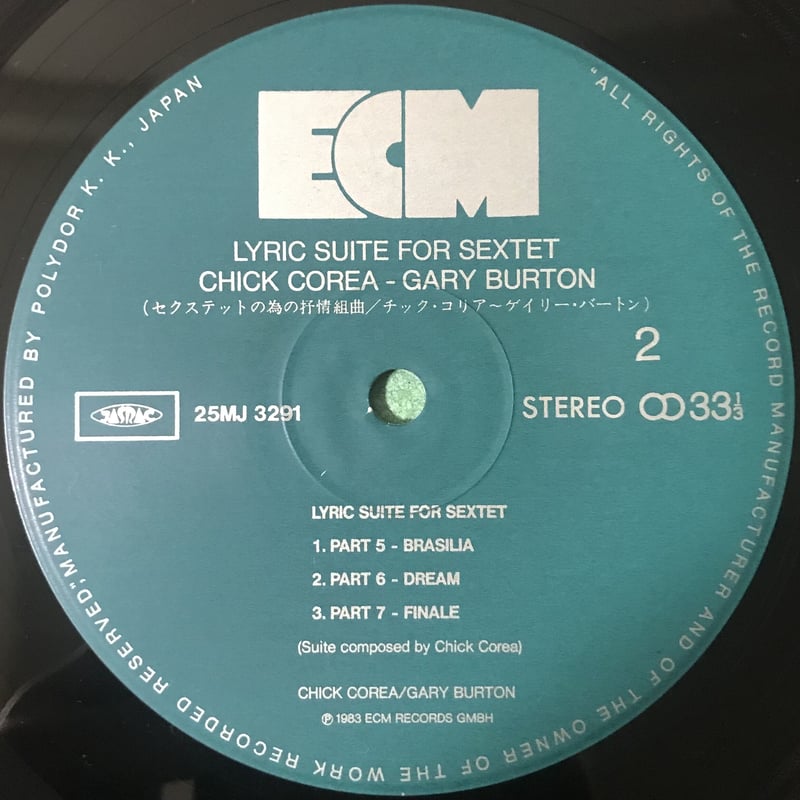 ECM
LYRIC SUITE FOR SEXTET
CHICK COREA - GARY BURTON
(セクステットの為の抒情組曲／チック・コリア〜ゲイリー・バートン)
2
JASRAC
25MJ 3291
STEREO 33 1/3
LYRIC SUITE FOR SEXTET
1. PART 5 - BRASILIA
2. PART 6 - DREAM
3. PART 7 - FINALE
(Suite composed by Chick Corea)
CHICK COREA/GARY BURTON
℗ 1983 ECM RECORDS GMBH
"ALL RIGHTS OF THE RECORD MANUFACTURER AND OF THE OWNER OF THE WORK RECORDED RESERVED," MANUFACTURED BY POLYDOR K. K., JAPAN